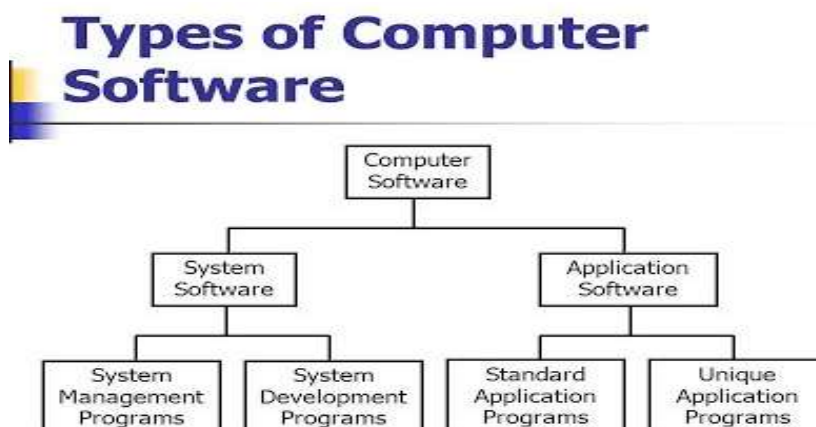 Types of Computer
Software
Computer
Software
System
Software
Application
Software
System
Management
Programs
System
Development
Programs
Standard
Application
Programs
Unique
Application
Programs